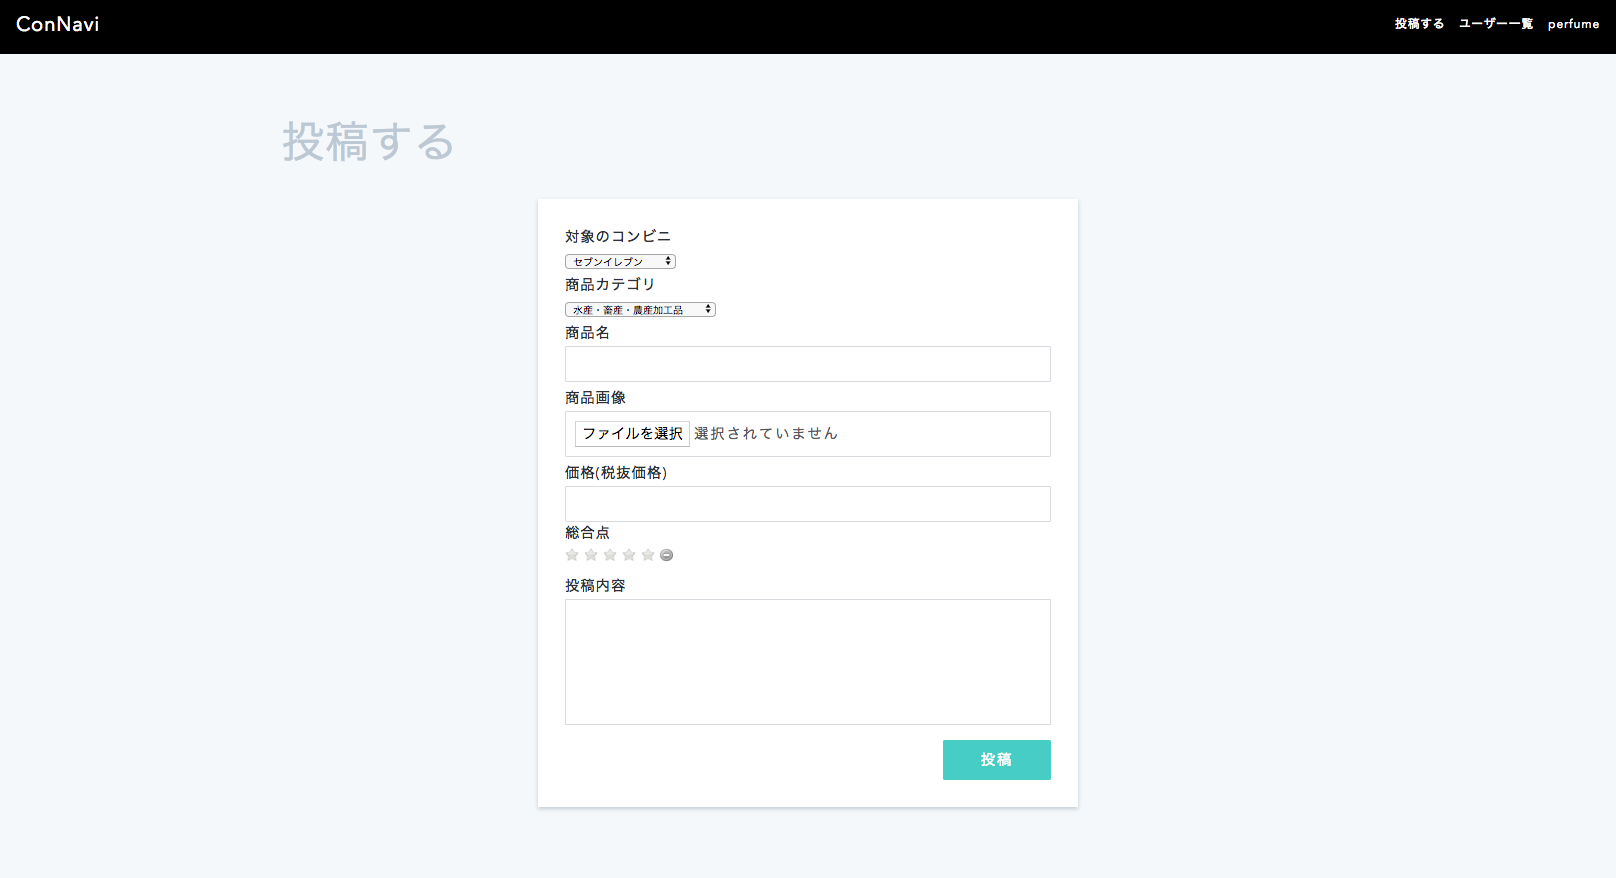 ConNavi
投稿する ユーザー一覧 perfume
投稿する
対象のコンビニ
セブンイレブン
商品カテゴリ
水産・畜産・農産加工品
商品名
商品画像
ファイルを選択 選択されていません
価格(税抜価格)
総合点
投稿内容
投稿